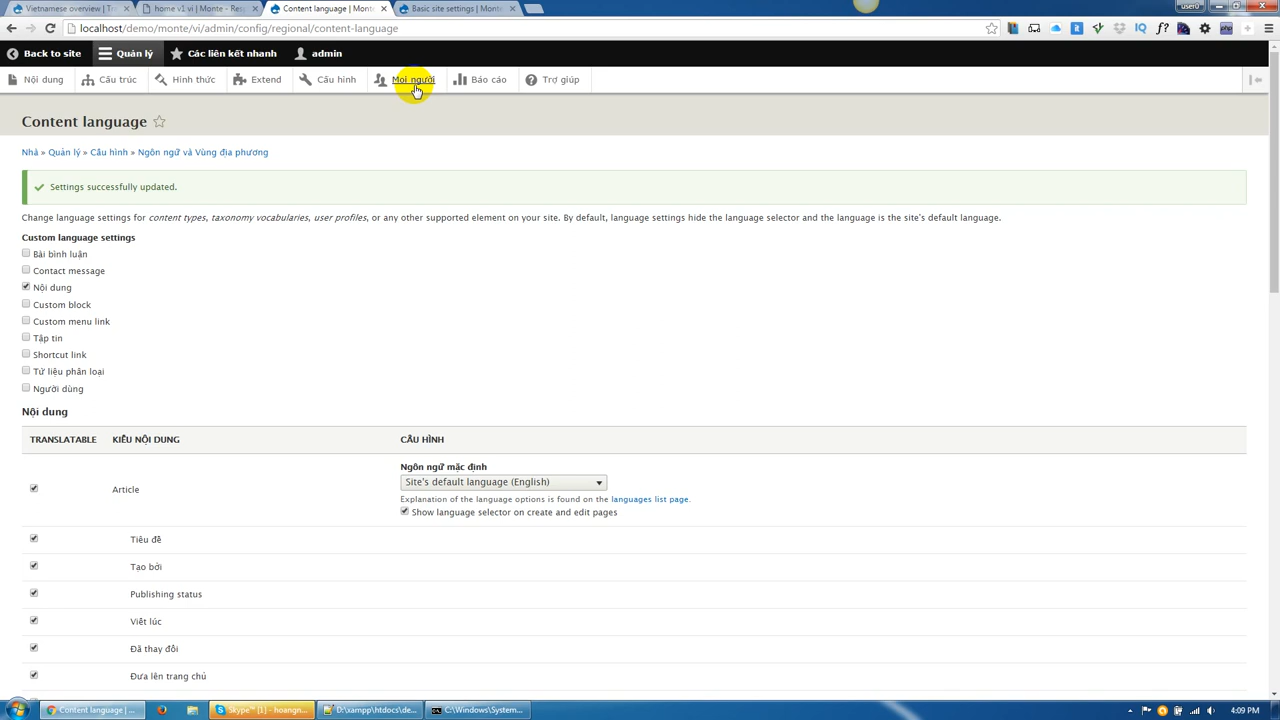 Vietnamese overview | T
home v1 vi | Monte - Req
Content language | Mont
Basic site settings | Mont
user0
localhost/demo/monte/vi/admin/config/regional/content-language
Back to site
Quản lý
Các liên kết nhanh
admin
Nội dung
Cấu trúc
Hình thức
Extend
Cấu hình
Mọi người
Báo cáo
Trợ giúp
Content language
Nhà » Quản lý » Cấu hình » Ngôn ngữ và Vùng địa phương
Settings successfully updated.
Change language settings for content types, taxonomy vocabularies, user profiles, or any other supported element on your site. By default, language settings hide the language selector and the language is the site's default language.
Custom language settings
Bài bình luận
Contact message
Nội dung
Custom block
Custom menu link
Tập tin
Shortcut link
Từ liệu phân loại
Người dùng
Nội dung
TRANSLATABLE KIỂU NỘI DUNG CẤU HÌNH
Ngôn ngữ mặc định
Article
Site's default language (English)
Explanation of the language options is found on the languages list page.
Show language selector on create and edit pages
Tiêu đề
Tạo bởi
Publishing status
Viết lúc
Đã thay đổi
Đưa lên trang chủ
Content language | ...
Skype™ [1] - hoangn...
D:\xampp\htdocs\de...
C:\Windows\System...
4:09 PM